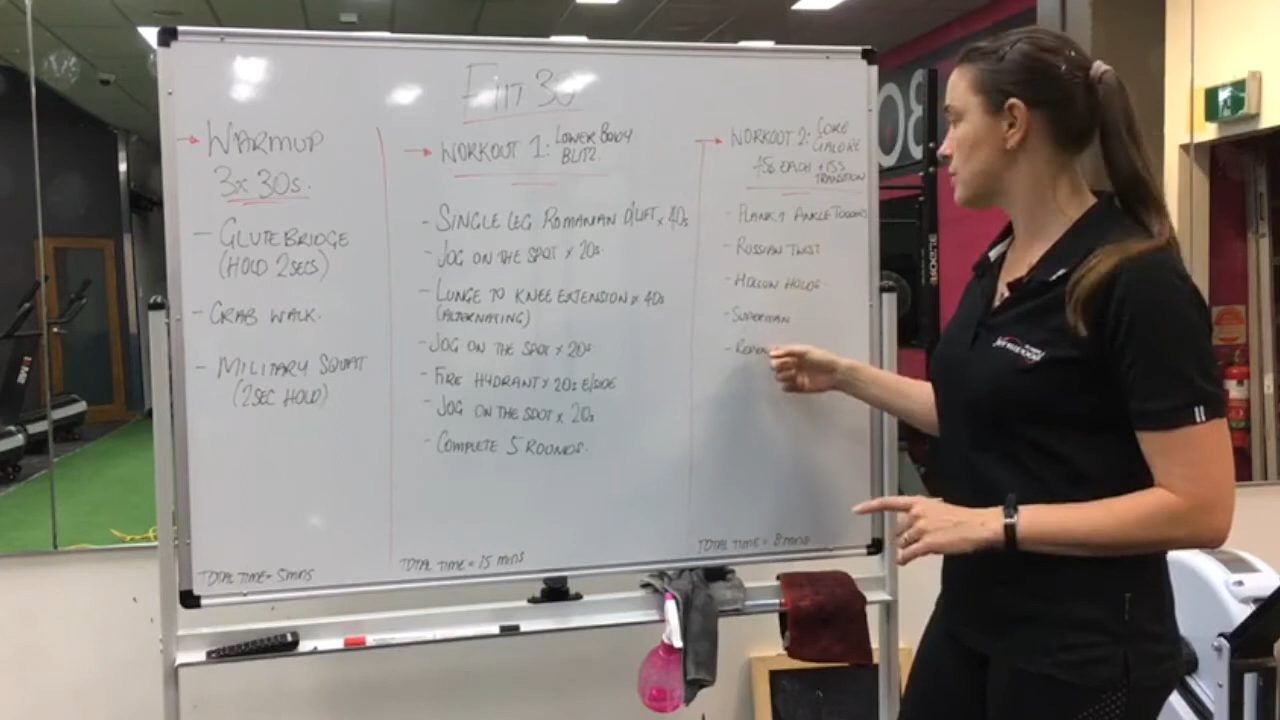 FIIT 30
WARMUP
3x 30s.
- GLUTE BRIDGE
(HOLD 2SECS)
- CRAB WALK.
- MILITARY SQUAT
(2SEC HOLD)
TOTAL TIME = 5MINS
WORKOUT 1: LOWER BODY
BLITZ.
- SINGLE LEG ROMANIAN D/LIFT x 40s
- JOG ON THE SPOT x 20s
- LUNGE TO KNEE EXTENSION x 40s
(ALTERNATING)
- JOG ON THE SPOT x 20s
- FIRE HYDRANT x 20s E/SIDE
- JOG ON THE SPOT x 20s
- COMPLETE 5 ROUNDS.
TOTAL TIME = 15 MINS
WORKOUT 2: CORE
GALORE
45s EACH + 15s
TRANSITION
- PLANK ANKLE
- RUSSIAN TWIST
- HOLLOW HOLDS
- SUPERMAN
TOTAL TIME = 8 MINS
30